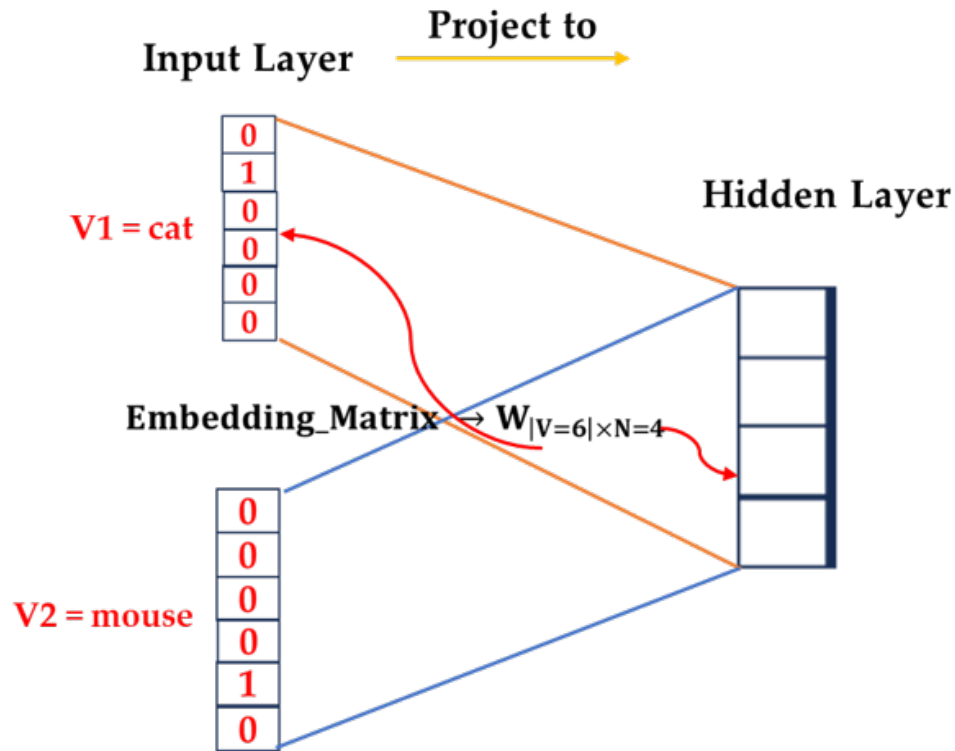 Project to
Input Layer
Hidden Layer
0
1
0
V1 = cat
0
0
0
Embedding_Matrix → W|V=6|×N=4
0
0
0
V2 = mouse
0
1
0